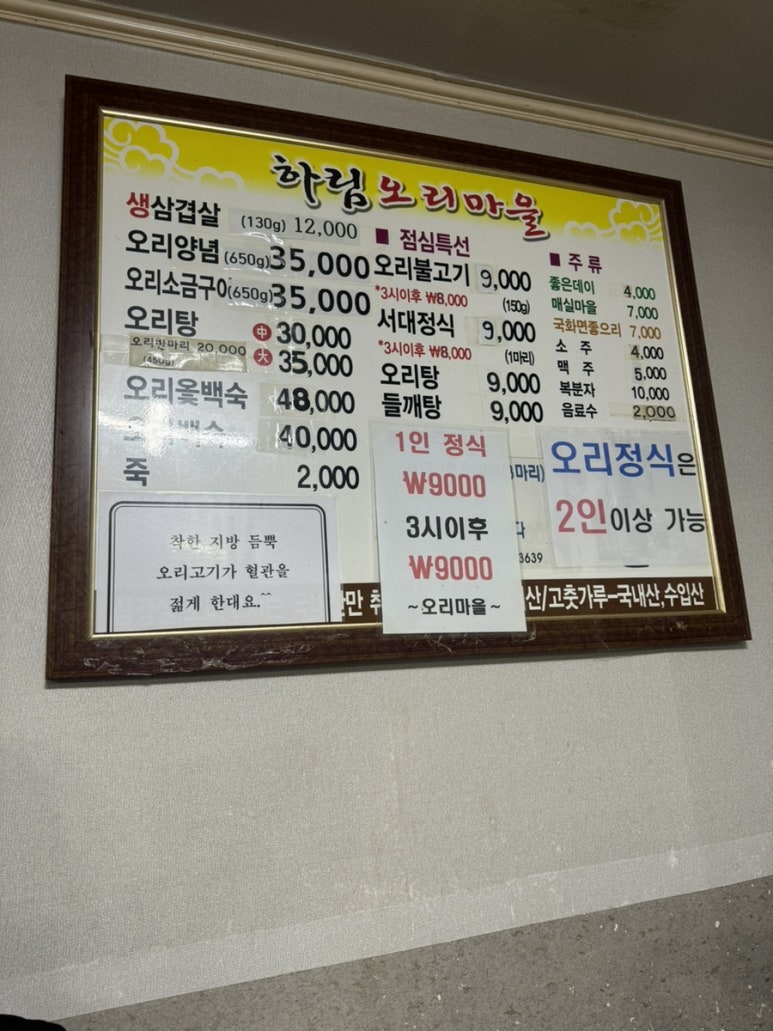 하림 오리마을
생삼겹살 (130g) 12,000
오리양념 (650g) 35,000
오리소금구이 (650g) 35,000
오리탕 中 30,000
大 35,000
오리반마리 20,000
(450g)
오리옻백숙 48,000
오리백숙 40,000
죽 2,000
착한 지방 듬뿍
오리고기가 혈관을
젊게 한대요.^^
■ 점심특선
오리불고기 9,000
*3시이후 ₩8,000 (150g)
서대정식 9,000
*3시이후 ₩8,000 (1마리)
오리탕 9,000
들깨탕 9,000
1인 정식
₩9000
3시이후
₩9000
~오리마을~
마리)
다
3639
■ 주류
좋은데이 4,000
매실마을 7,000
국화면좋으리 7,000
소주 4,000
맥주 5,000
복분자 10,000
음료수 2,000
오리정식은
2인이상 가능
산/고춧가루-국내산,수입산